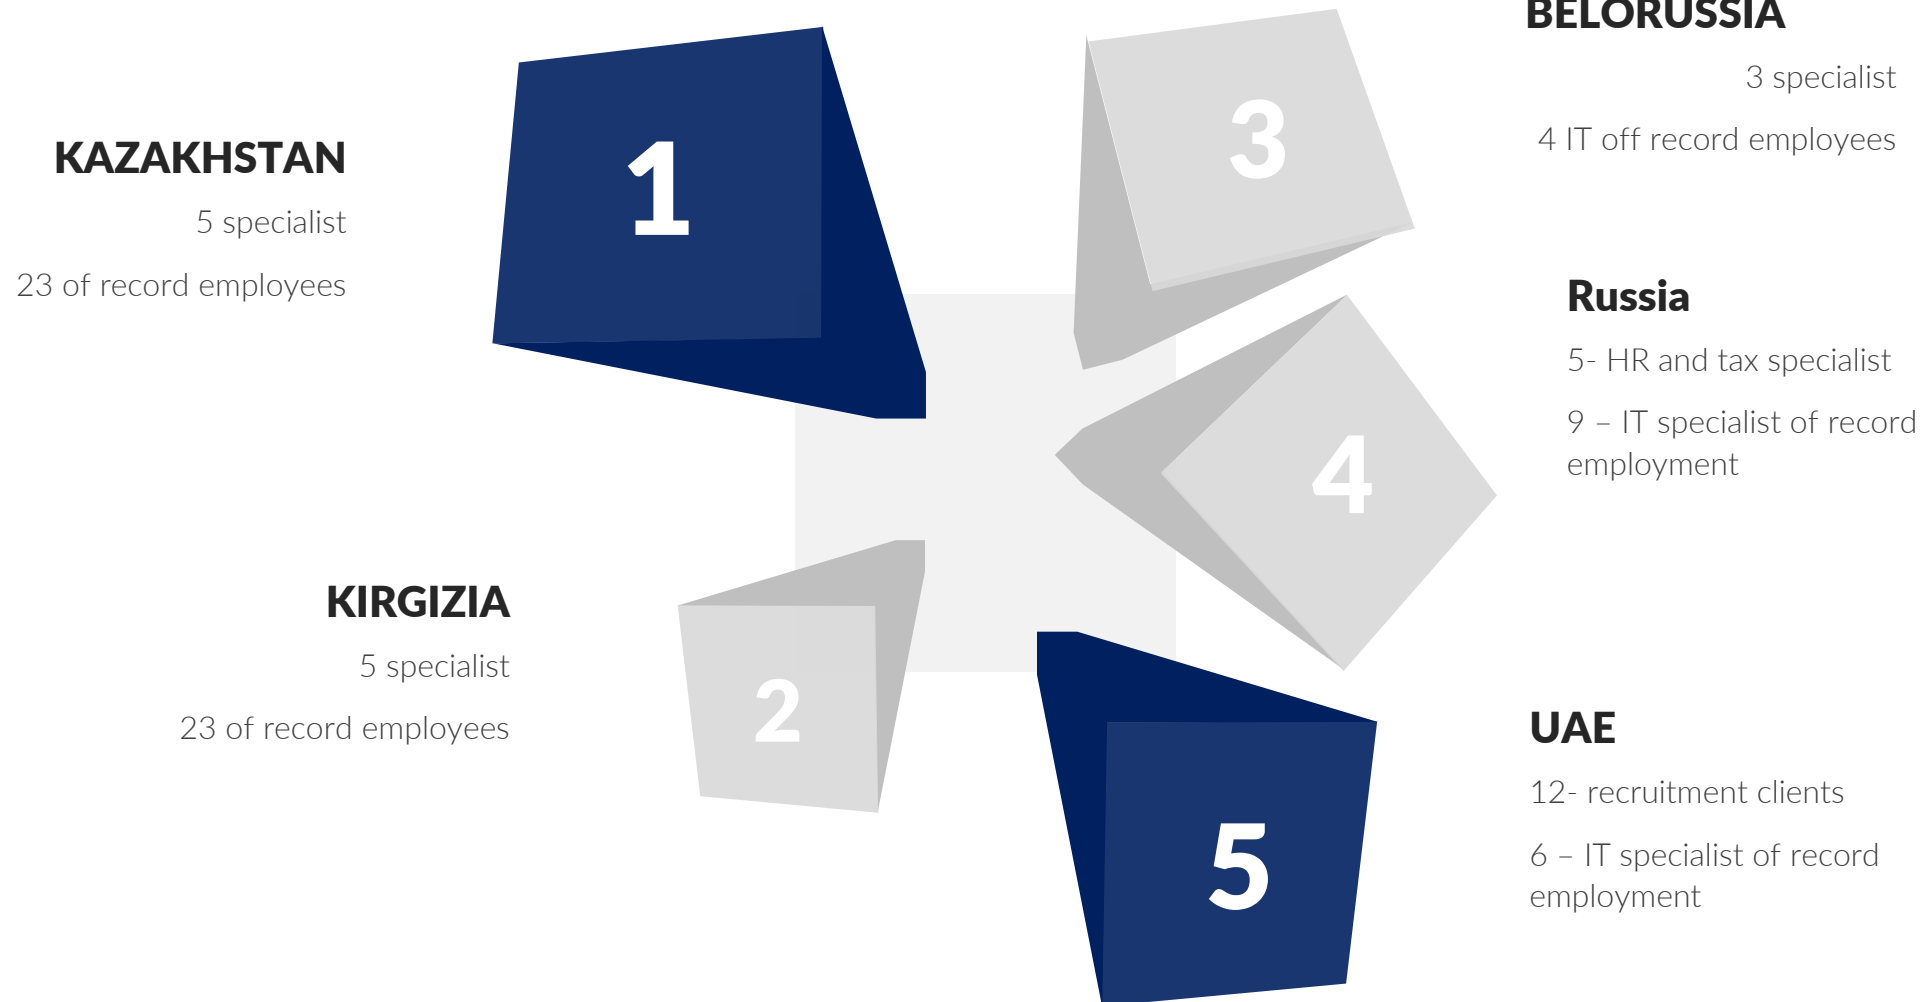 KAZAKHSTAN
5 specialist
23 of record employees
1
KIRGIZIA
5 specialist
23 of record employees
2
BELORUSSIA
3 specialist
4 IT off record employees
3
Russia
5- HR and tax specialist
9 – IT specialist of record
employment
4
UAE
12- recruitment clients
6 – IT specialist of record
employment
5